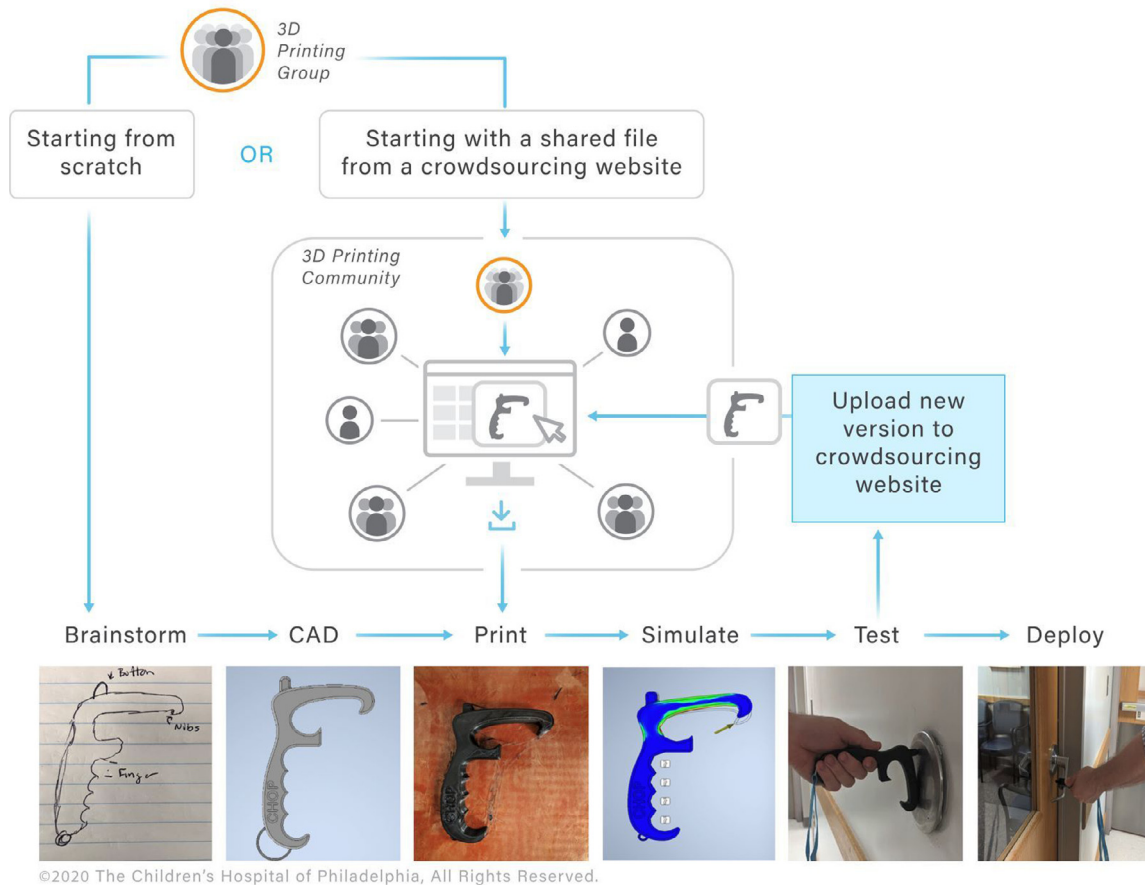 3D
Printing
Group
Starting from
scratch
OR
Starting with a shared file
from a crowdsourcing website
3D Printing
Community
Upload new
version to
crowdsourcing
website
Brainstorm
CAD
Print
Simulate
Test
Deploy
Button
Nibs
Finger
CHOP
CHOP
CHOP
©2020 The Children's Hospital of Philadelphia, All Rights Reserved.